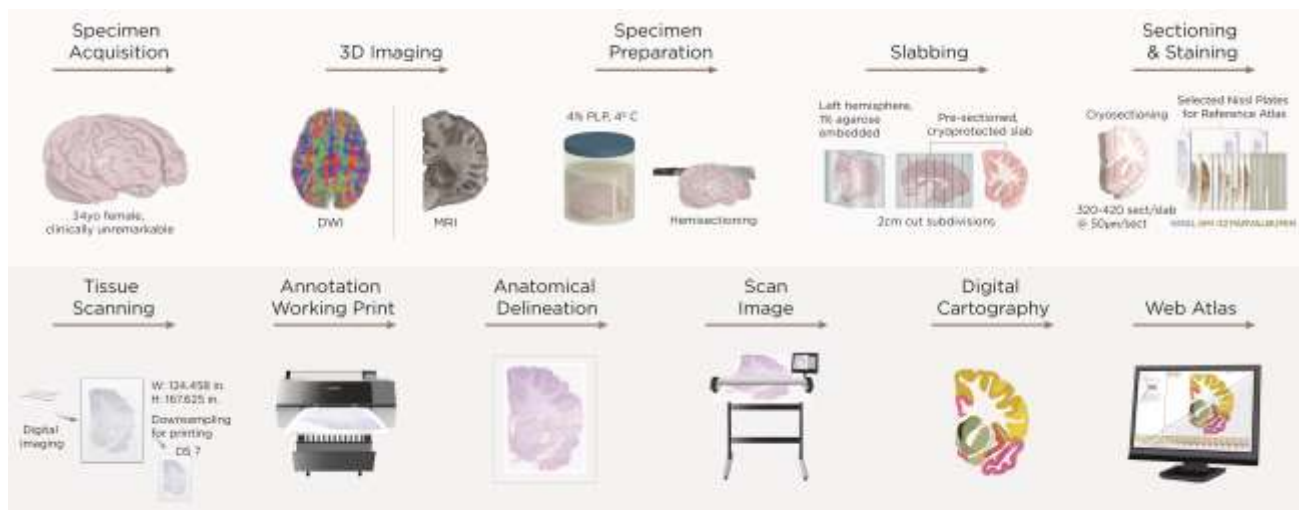 Specimen
Acquisition
3D Imaging
Specimen
Preparation
Slabbing
Sectioning
& Staining
34yo female,
clinically unremarkable
DWI
MRI
4% PLP, 4º C
Hemisectioning
Left hemisphere,
1% agarose
embedded
Pre-sectioned,
cryoprotected slab
2cm cut subdivisions
Cryosectioning
Selected Nissl Plates
for Reference Atlas
320-420 sect/slab
@ 50µm/sect
Tissue
Scanning
Annotation
Working Print
Anatomical
Delineation
Scan
Image
Digital
Cartography
Web Atlas
Digital
imaging
W: 124.458 in.
H: 167.625 in.
Downsampling
for printing
DS 7